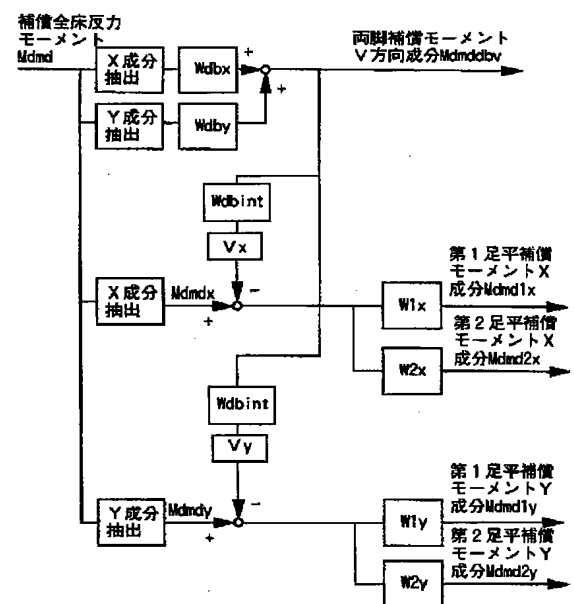 補償全床反力
モーメント
Mdmd
X成分
抽出
Wdbx
+
+
両脚補償モーメント
V方向成分Mdmddbv
Y成分
抽出
Wdby
Wdbint
Vx
X成分
抽出
Mdmdx
+
-
W1x
第1足平補償
モーメントX
成分Mdmd1x
W2x
第2足平補償
モーメントX
成分Mdmd2x
Wdbint
Vy
Y成分
抽出
Mdmdy
+
-
W1y
第1足平補償
モーメントY
成分Mdmd1y
W2y
第2足平補償
モーメントY
成分Mdmd2y